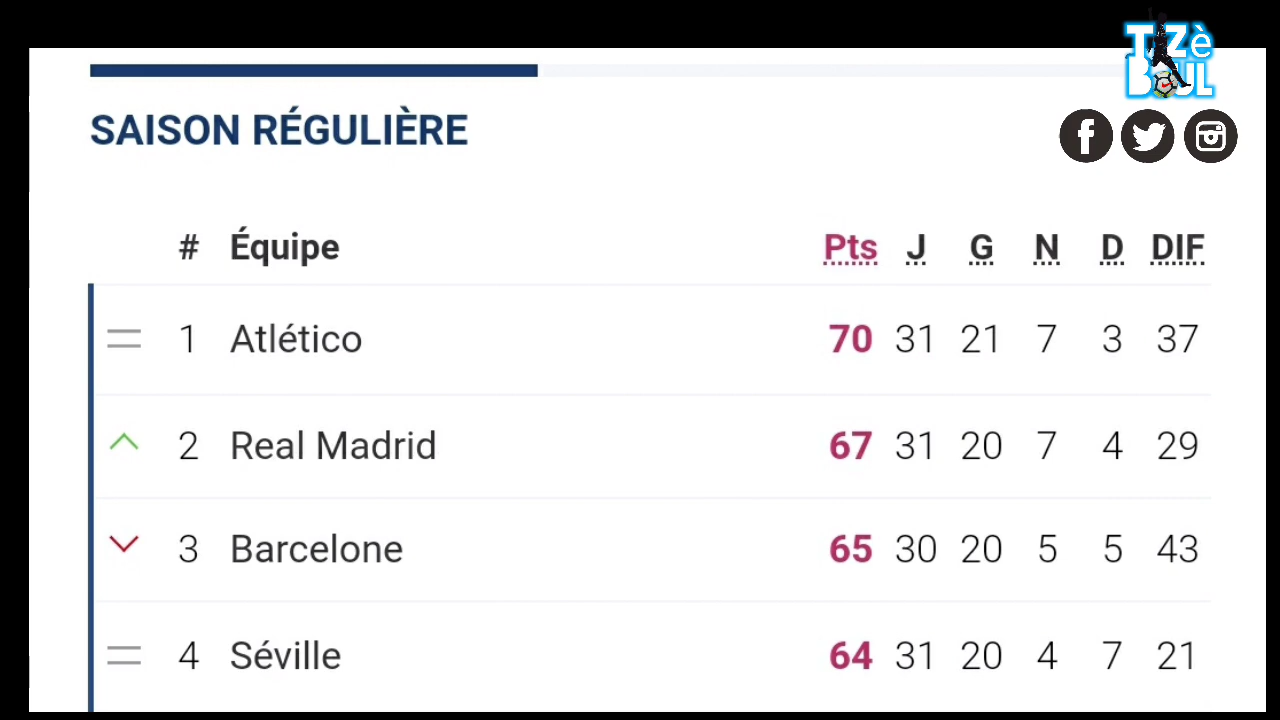 TiZè
BOUL
SAISON RÉGULIÈRE
# Équipe Pts J G N D DIF
1 Atlético 70 31 21 7 3 37
2 Real Madrid 67 31 20 7 4 29
3 Barcelone 65 30 20 5 5 43
4 Séville 64 31 20 4 7 21